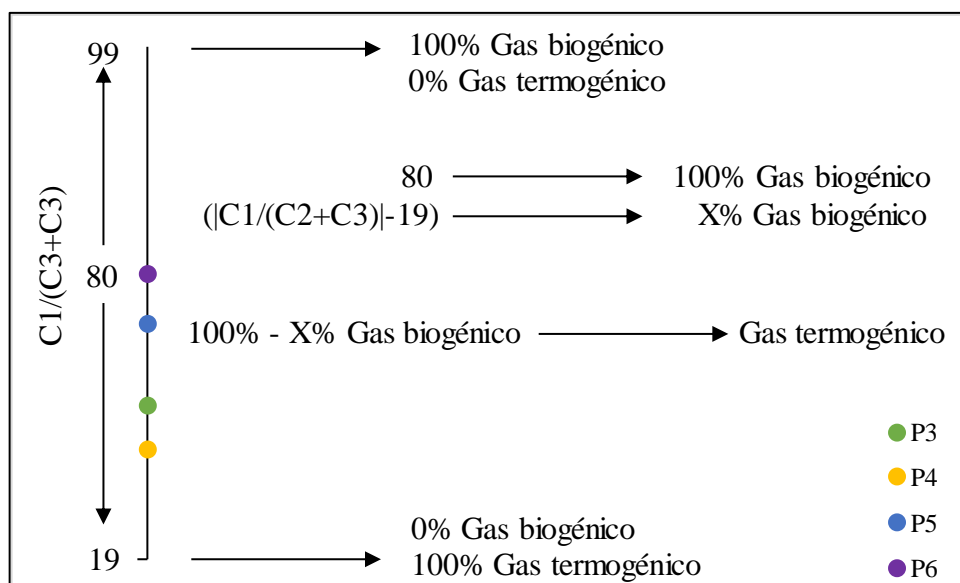 99
100% Gas biogénico
0% Gas termogénico
80
100% Gas biogénico
(|C1/(C2+C3)|-19)
X% Gas biogénico
C1/(C3+C3)
80
100% - X% Gas biogénico
Gas termogénico
P3
P4
P5
P6
0% Gas biogénico
19
100% Gas termogénico